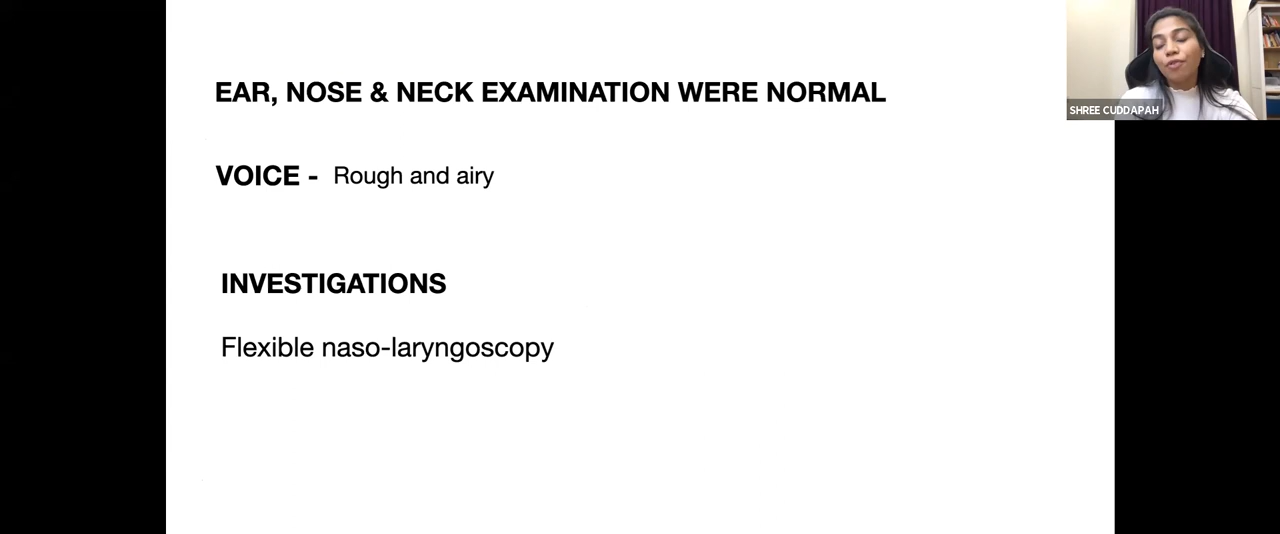 EAR, NOSE & NECK EXAMINATION WERE NORMAL
SHREE CUDDAPAH
VOICE - Rough and airy
INVESTIGATIONS
Flexible naso-laryngoscopy